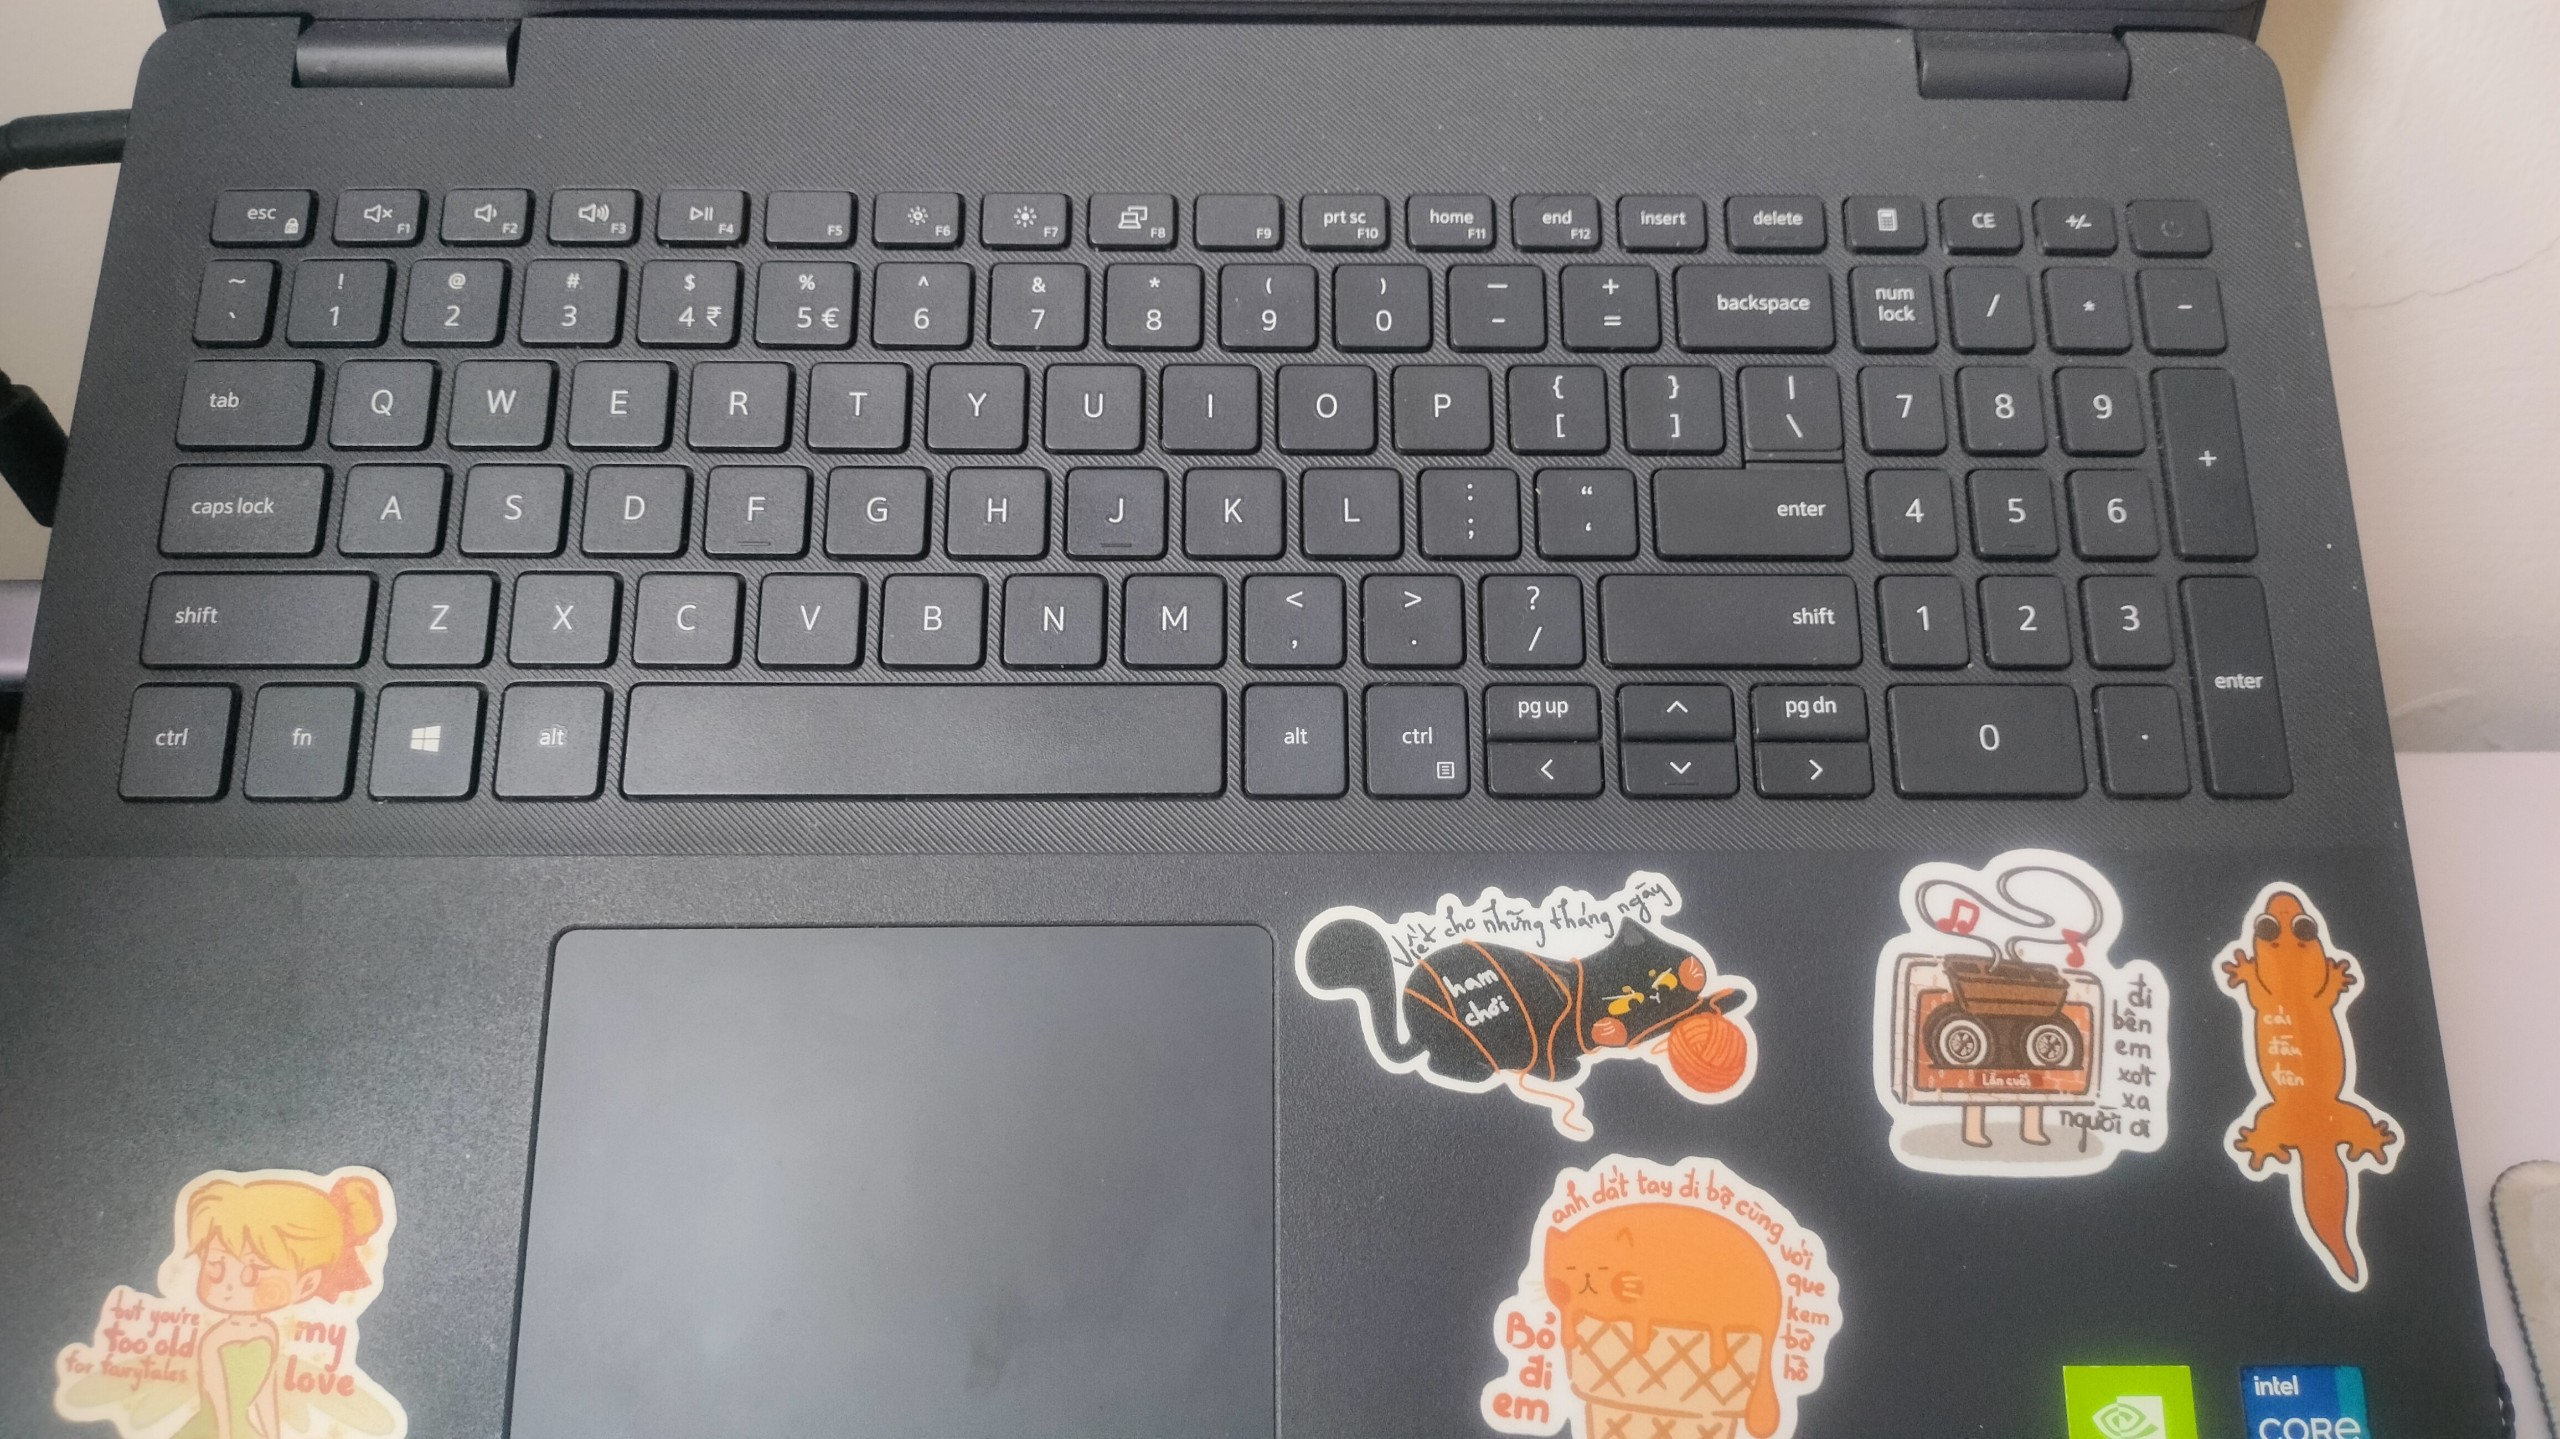 esc F1 F2 F3 F4 F5 F6 F7 F8 F9 prt sc F10 home F11 end F12 insert delete CE +/-
~ ` ! 1 @ 2 # 3 $ 4 ₹ % 5 € ^ 6 & 7 * 8 ( 9 ) 0 — - + = backspace num lock / * -
tab Q W E R T Y U I O P { [ } ] | \ 7 8 9 +
caps lock A S D F G H J K L : ; “ ‘ enter 4 5 6
shift Z X C V B N M < , > . ? / shift 1 2 3 enter
ctrl fn alt alt ctrl pg up ^ pg dn 0 .
< >
Viết cho những tháng ngày
ham
chơi
đi
bên
em
xót
xa
người ơi
Lần cuối
cải
đầu
tiên
anh dắt tay đi bộ cùng với
que
kem
bờ
hồ
Bỏ
đi
em
but you're
too old
for fairytales
my
love
intel
CORE